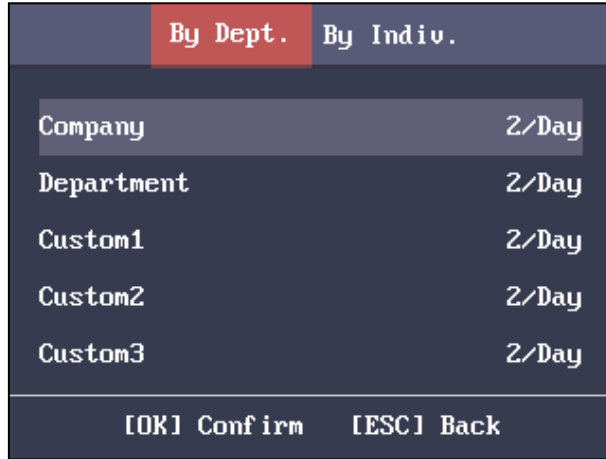 By Dept. By Indiv.
Company 2/Day
Department 2/Day
Custom1 2/Day
Custom2 2/Day
Custom3 2/Day
[OK] Confirm [ESC] Back